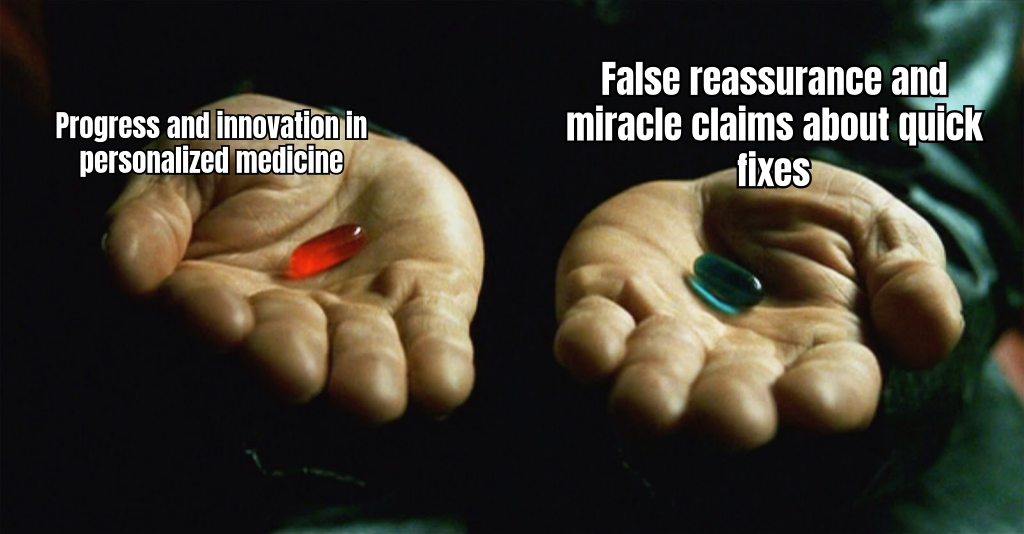 Progress and innovation in
personalized medicine
False reassurance and
miracle claims about quick
fixes